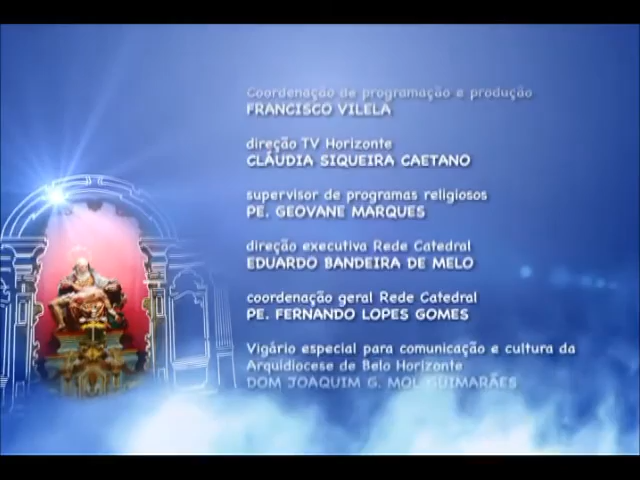 Coordenação de programação e produção
FRANCISCO VILELA
direção TV Horizonte
CLÁUDIA SIQUEIRA CAETANO
supervisor de programas religiosos
PE. GEOVANE MARQUES
direção executiva Rede Catedral
EDUARDO BANDEIRA DE MELO
coordenação geral Rede Catedral
PE. FERNANDO LOPES GOMES
Vigário especial para comunicação e cultura da
Arquidiocese de Belo Horizonte
DOM JOAQUIM G. MOL GUIMARÃES